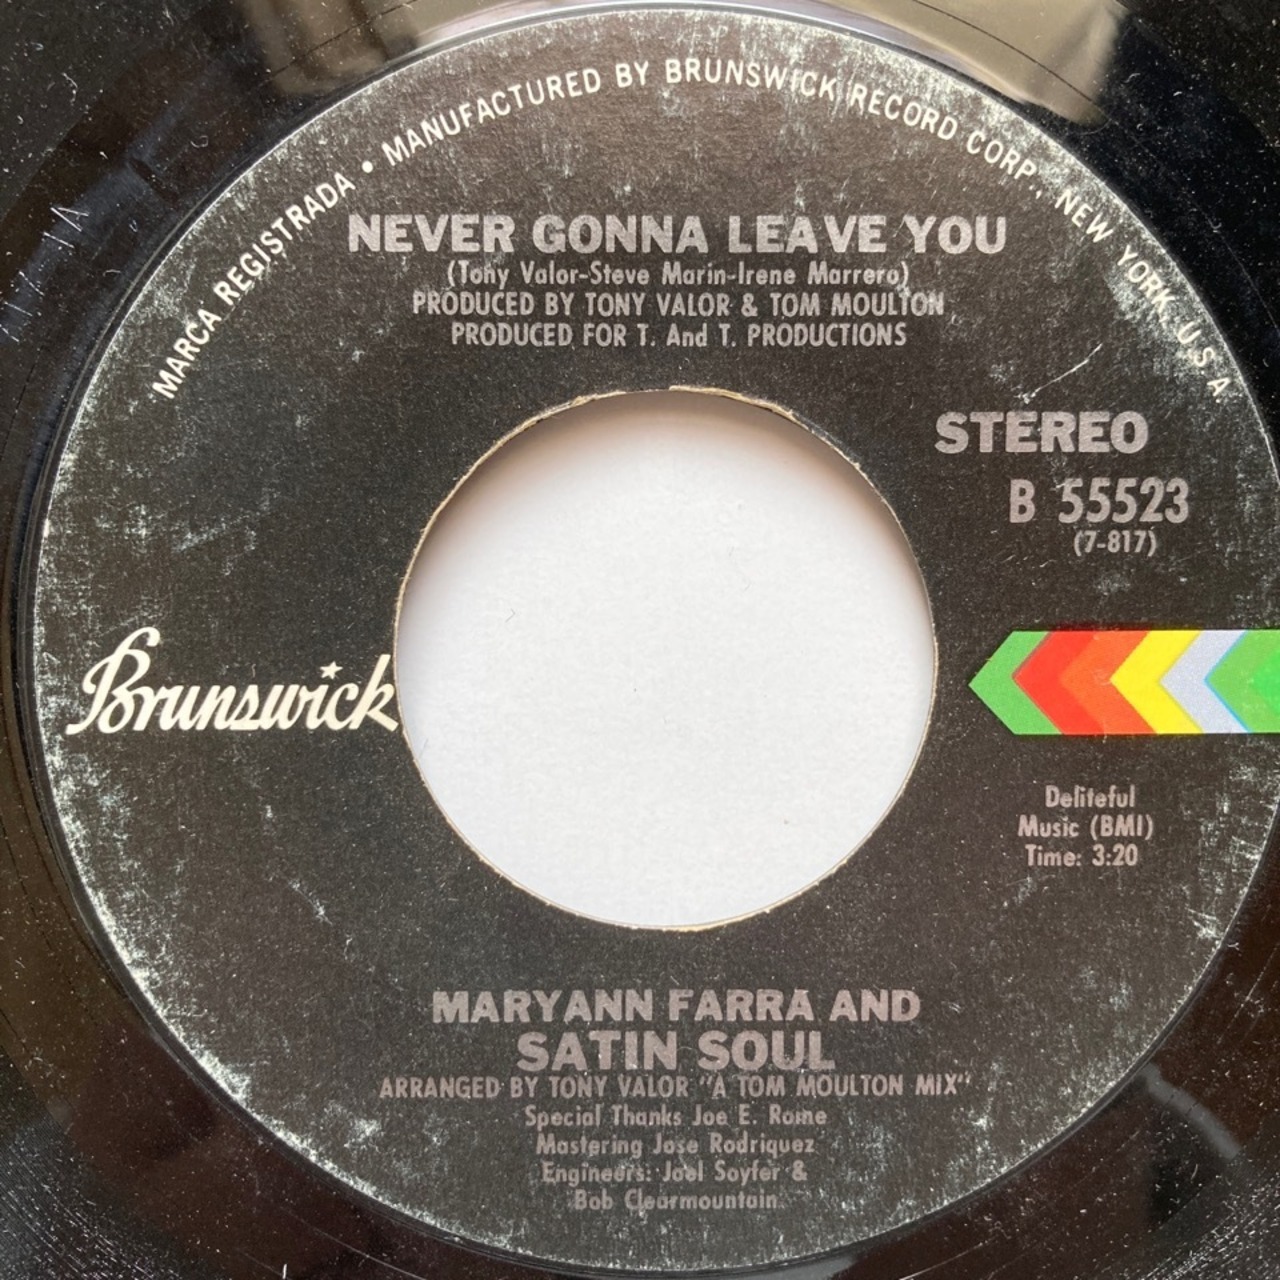 MARCA REGISTRADA • MANUFACTURED BY BRUNSWICK RECORD CORP., NEW YORK, U.S.A
NEVER GONNA LEAVE YOU
(Tony Valor-Steve Marin-Irene Marrero)
PRODUCED BY TONY VALOR & TOM MOULTON
PRODUCED FOR T. And T. PRODUCTIONS
STEREO
B 55523
(7-817)
Brunswick
Deliteful
Music (BMI)
Time: 3:20
MARYANN FARRA AND
SATIN SOUL
ARRANGED BY TONY VALOR "A TOM MOULTON MIX"
Special Thanks Joe E. Rome
Mastering Jose Rodriquez
Engineers: Joel Soyfer &
Bob Clearmountain